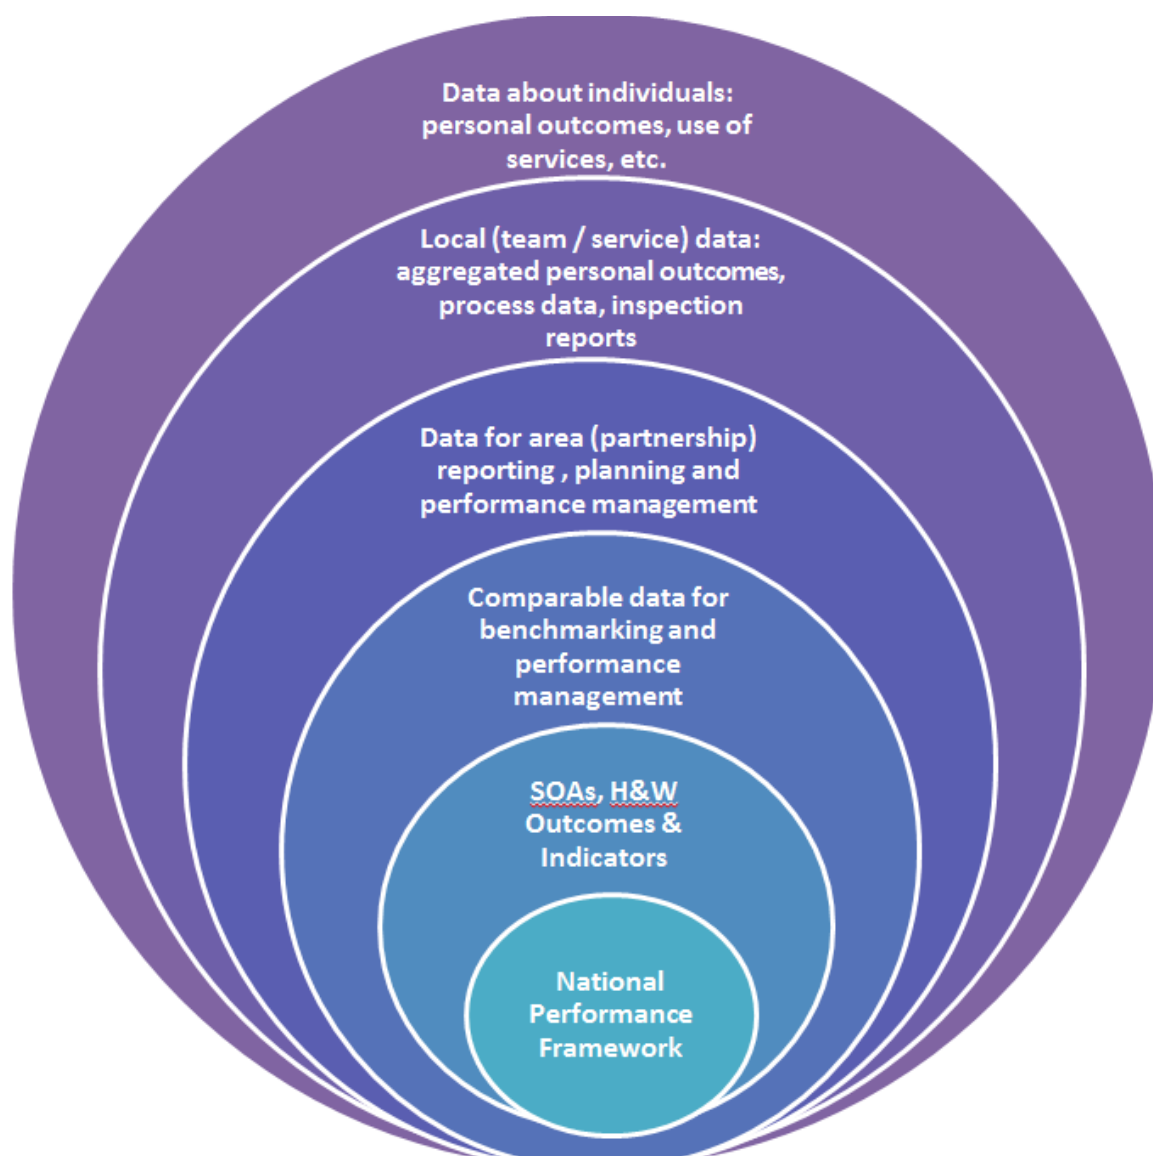 Data about individuals:
personal outcomes, use of
services, etc.
Local (team / service) data:
aggregated personal outcomes,
process data, inspection
reports
Data for area (partnership)
reporting , planning and
performance management
Comparable data for
benchmarking and
performance
management
SOAs, H&W
Outcomes &
Indicators
National
Performance
Framework